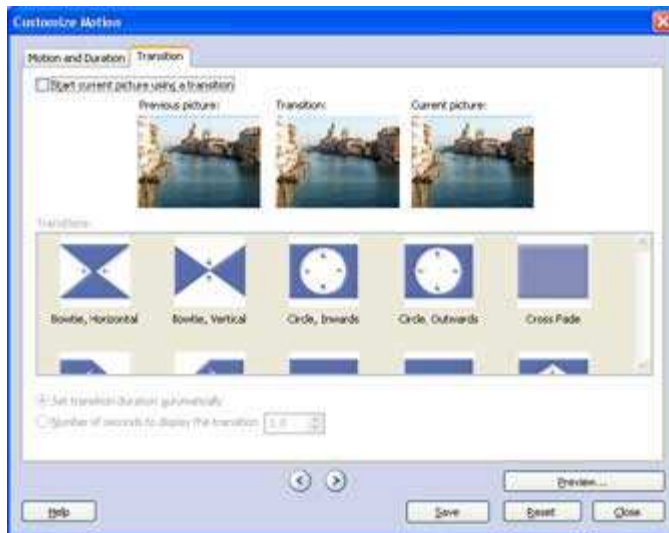 Customize Motion
Motion and Duration Transition
Start current picture using a transition
Previous picture: Transition: Current picture:
Transitions:
Bowtie, Horizontal Bowtie, Vertical Circle, Inwards Circle, Outwards Cross Fade
Set transition duration automatically
Number of seconds to display the transition 1.0
Preview...
Help Save Reset Close